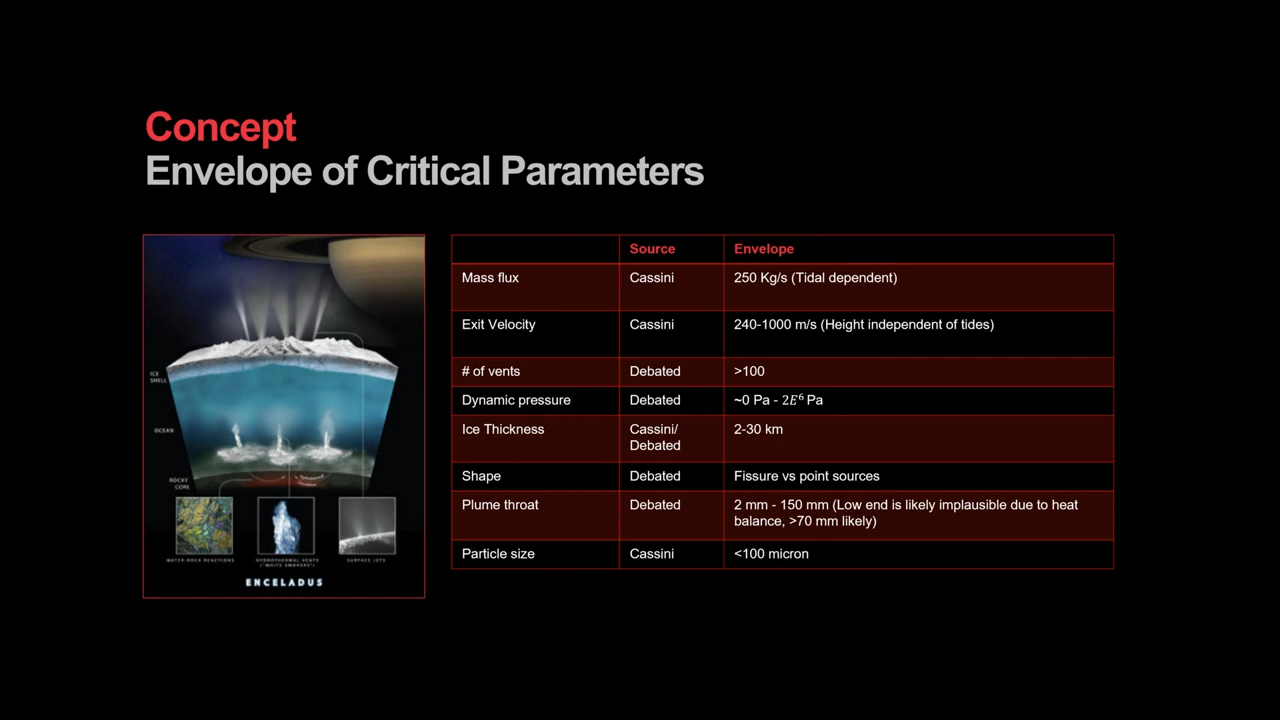 Concept
Envelope of Critical Parameters
Source Envelope
Mass flux Cassini 250 Kg/s (Tidal dependent)
Exit Velocity Cassini 240-1000 m/s (Height independent of tides)
# of vents Debated >100
Dynamic pressure Debated ~0 Pa - 2E⁶ Pa
Ice Thickness Cassini/ 2-30 km
Debated
Shape Debated Fissure vs point sources
Plume throat Debated 2 mm - 150 mm (Low end is likely implausible due to heat
balance, >70 mm likely)
Particle size Cassini <100 micron
ICE
SHELL
OCEAN
ROCKY
CORE
WATER-ROCK REACTIONS
HYDROTHERMAL VENTS
("WHITE SMOKERS")
SURFACE JETS
ENCELADUS